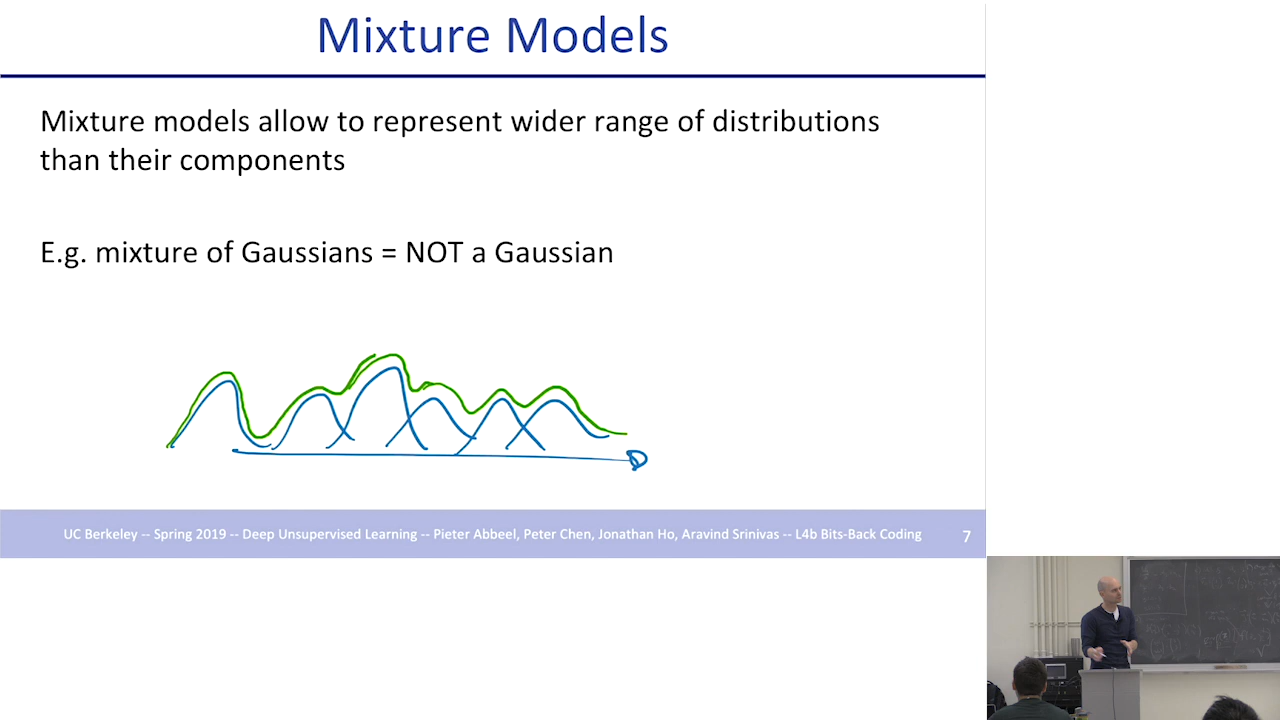 Mixture Models
Mixture models allow to represent wider range of distributions
than their components
E.g. mixture of Gaussians = NOT a Gaussian
UC Berkeley -- Spring 2019 -- Deep Unsupervised Learning -- Pieter Abbeel, Peter Chen, Jonathan Ho, Aravind Srinivas -- L4b Bits-Back Coding 7